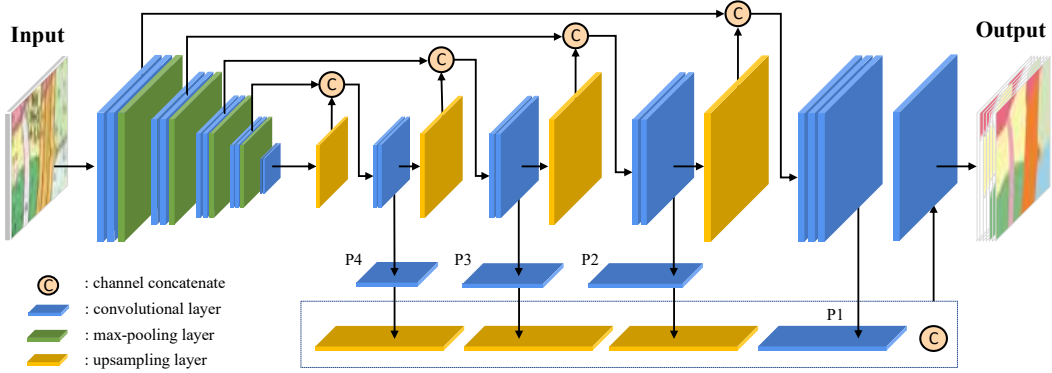 C
Input
C
Output
C
C
P4
P3
P2
C : channel concatenate
: convolutional layer
P1
: max-pooling layer
C
: upsampling layer